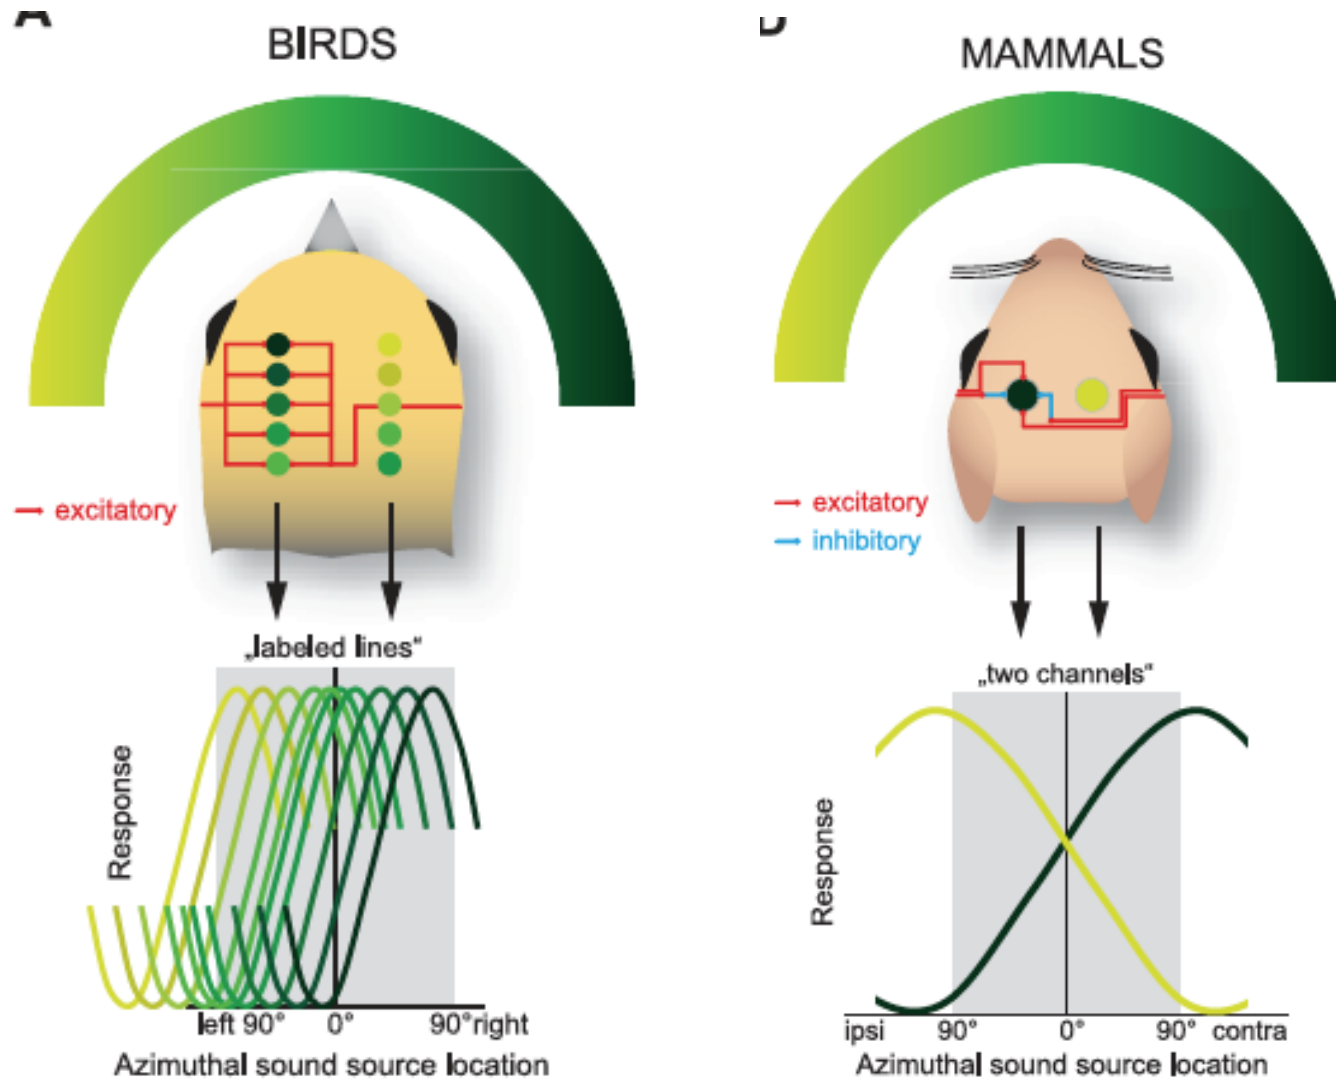 A
BIRDS
excitatory
„labeled lines“
Response
left 90° 0° 90°right
Azimuthal sound source location
MAMMALS
excitatory
inhibitory
„two channels“
Response
ipsi 90° 0° 90° contra
Azimuthal sound source location